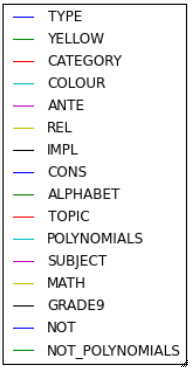 TYPE
YELLOW
CATEGORY
COLOUR
ANTE
REL
IMPL
CONS
ALPHABET
TOPIC
POLYNOMIALS
SUBJECT
MATH
GRADE9
NOT
NOT_POLYNOMIALS